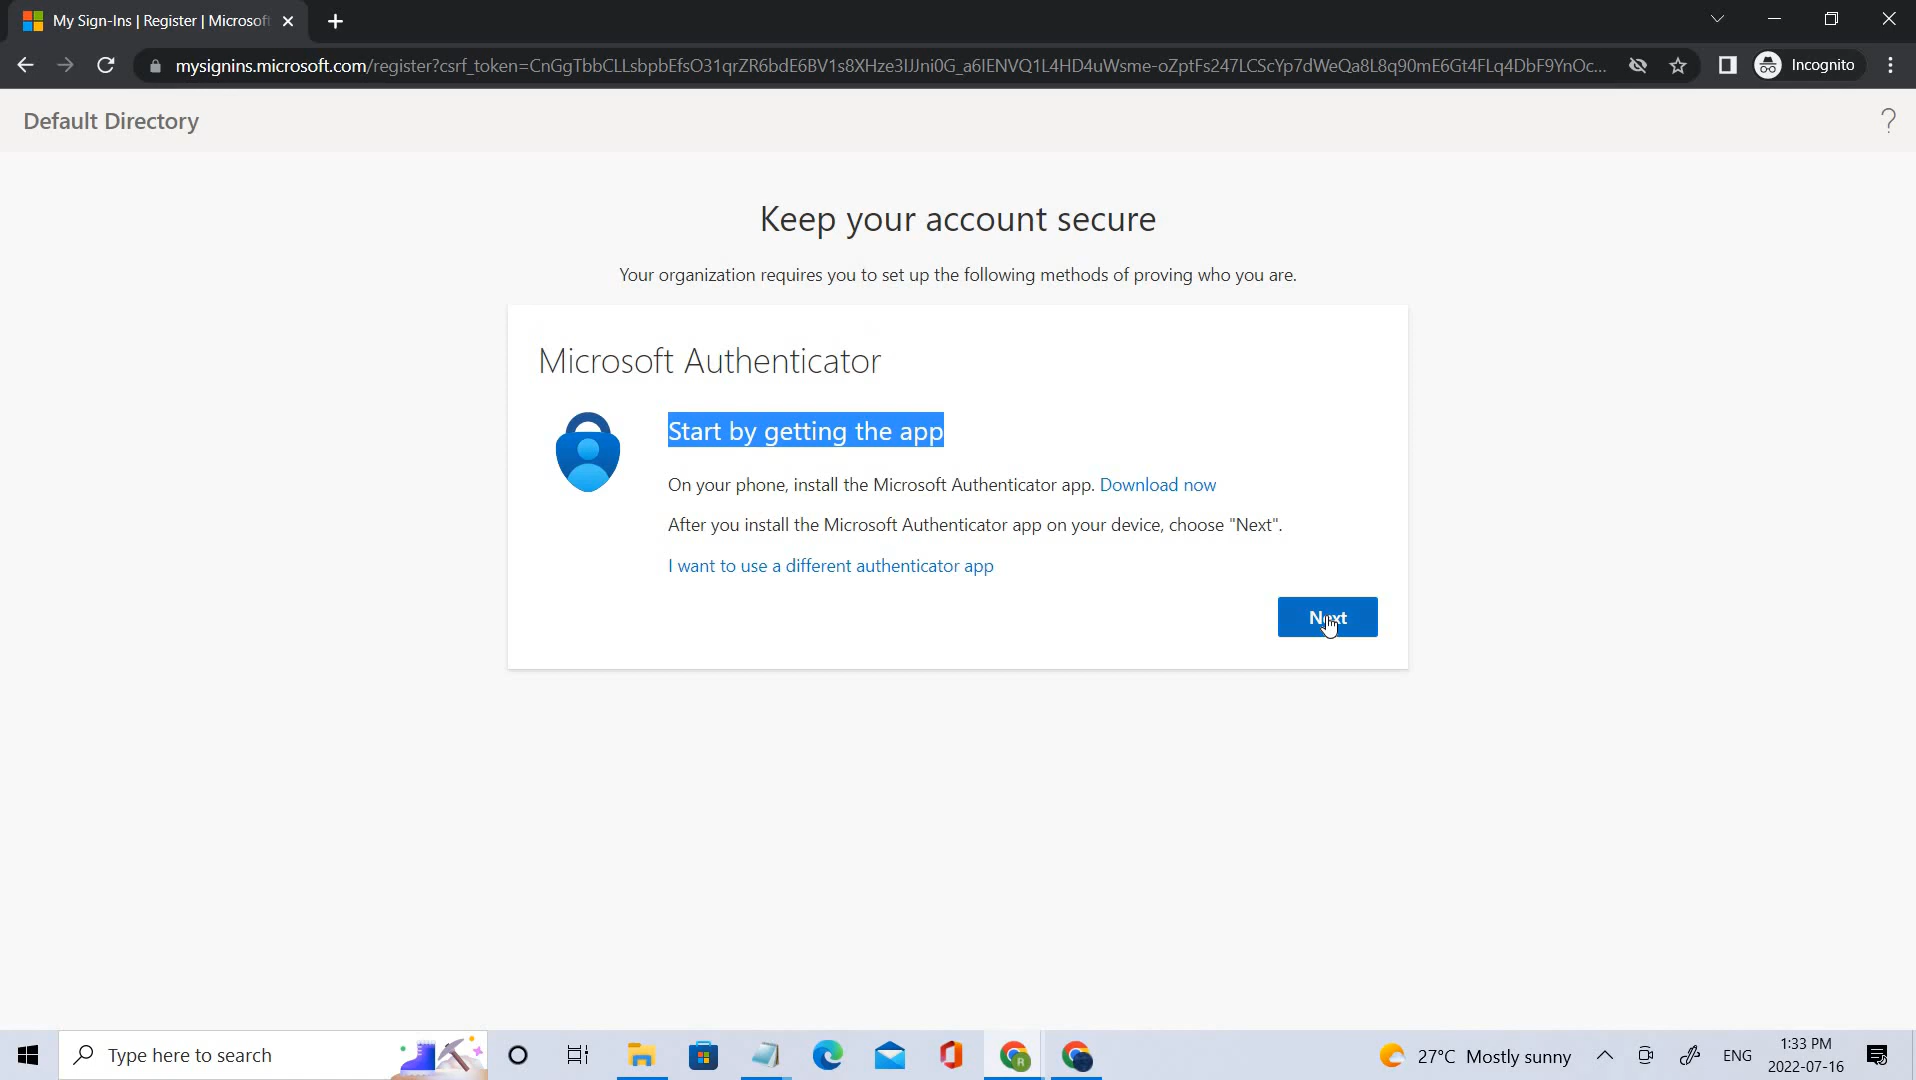 My Sign-Ins | Register | Microsoft
mysignins.microsoft.com/register?csrf_token=
Incognito
Default Directory
?
Keep your account secure
Your organization requires you to set up the following methods of proving who you are.
Microsoft Authenticator
Start by getting the app
On your phone, install the Microsoft Authenticator app. Download now
After you install the Microsoft Authenticator app on your device, choose "Next".
I want to use a different authenticator app
Next
Type here to search
27°C Mostly sunny
ENG
1:33 PM
2022-07-16